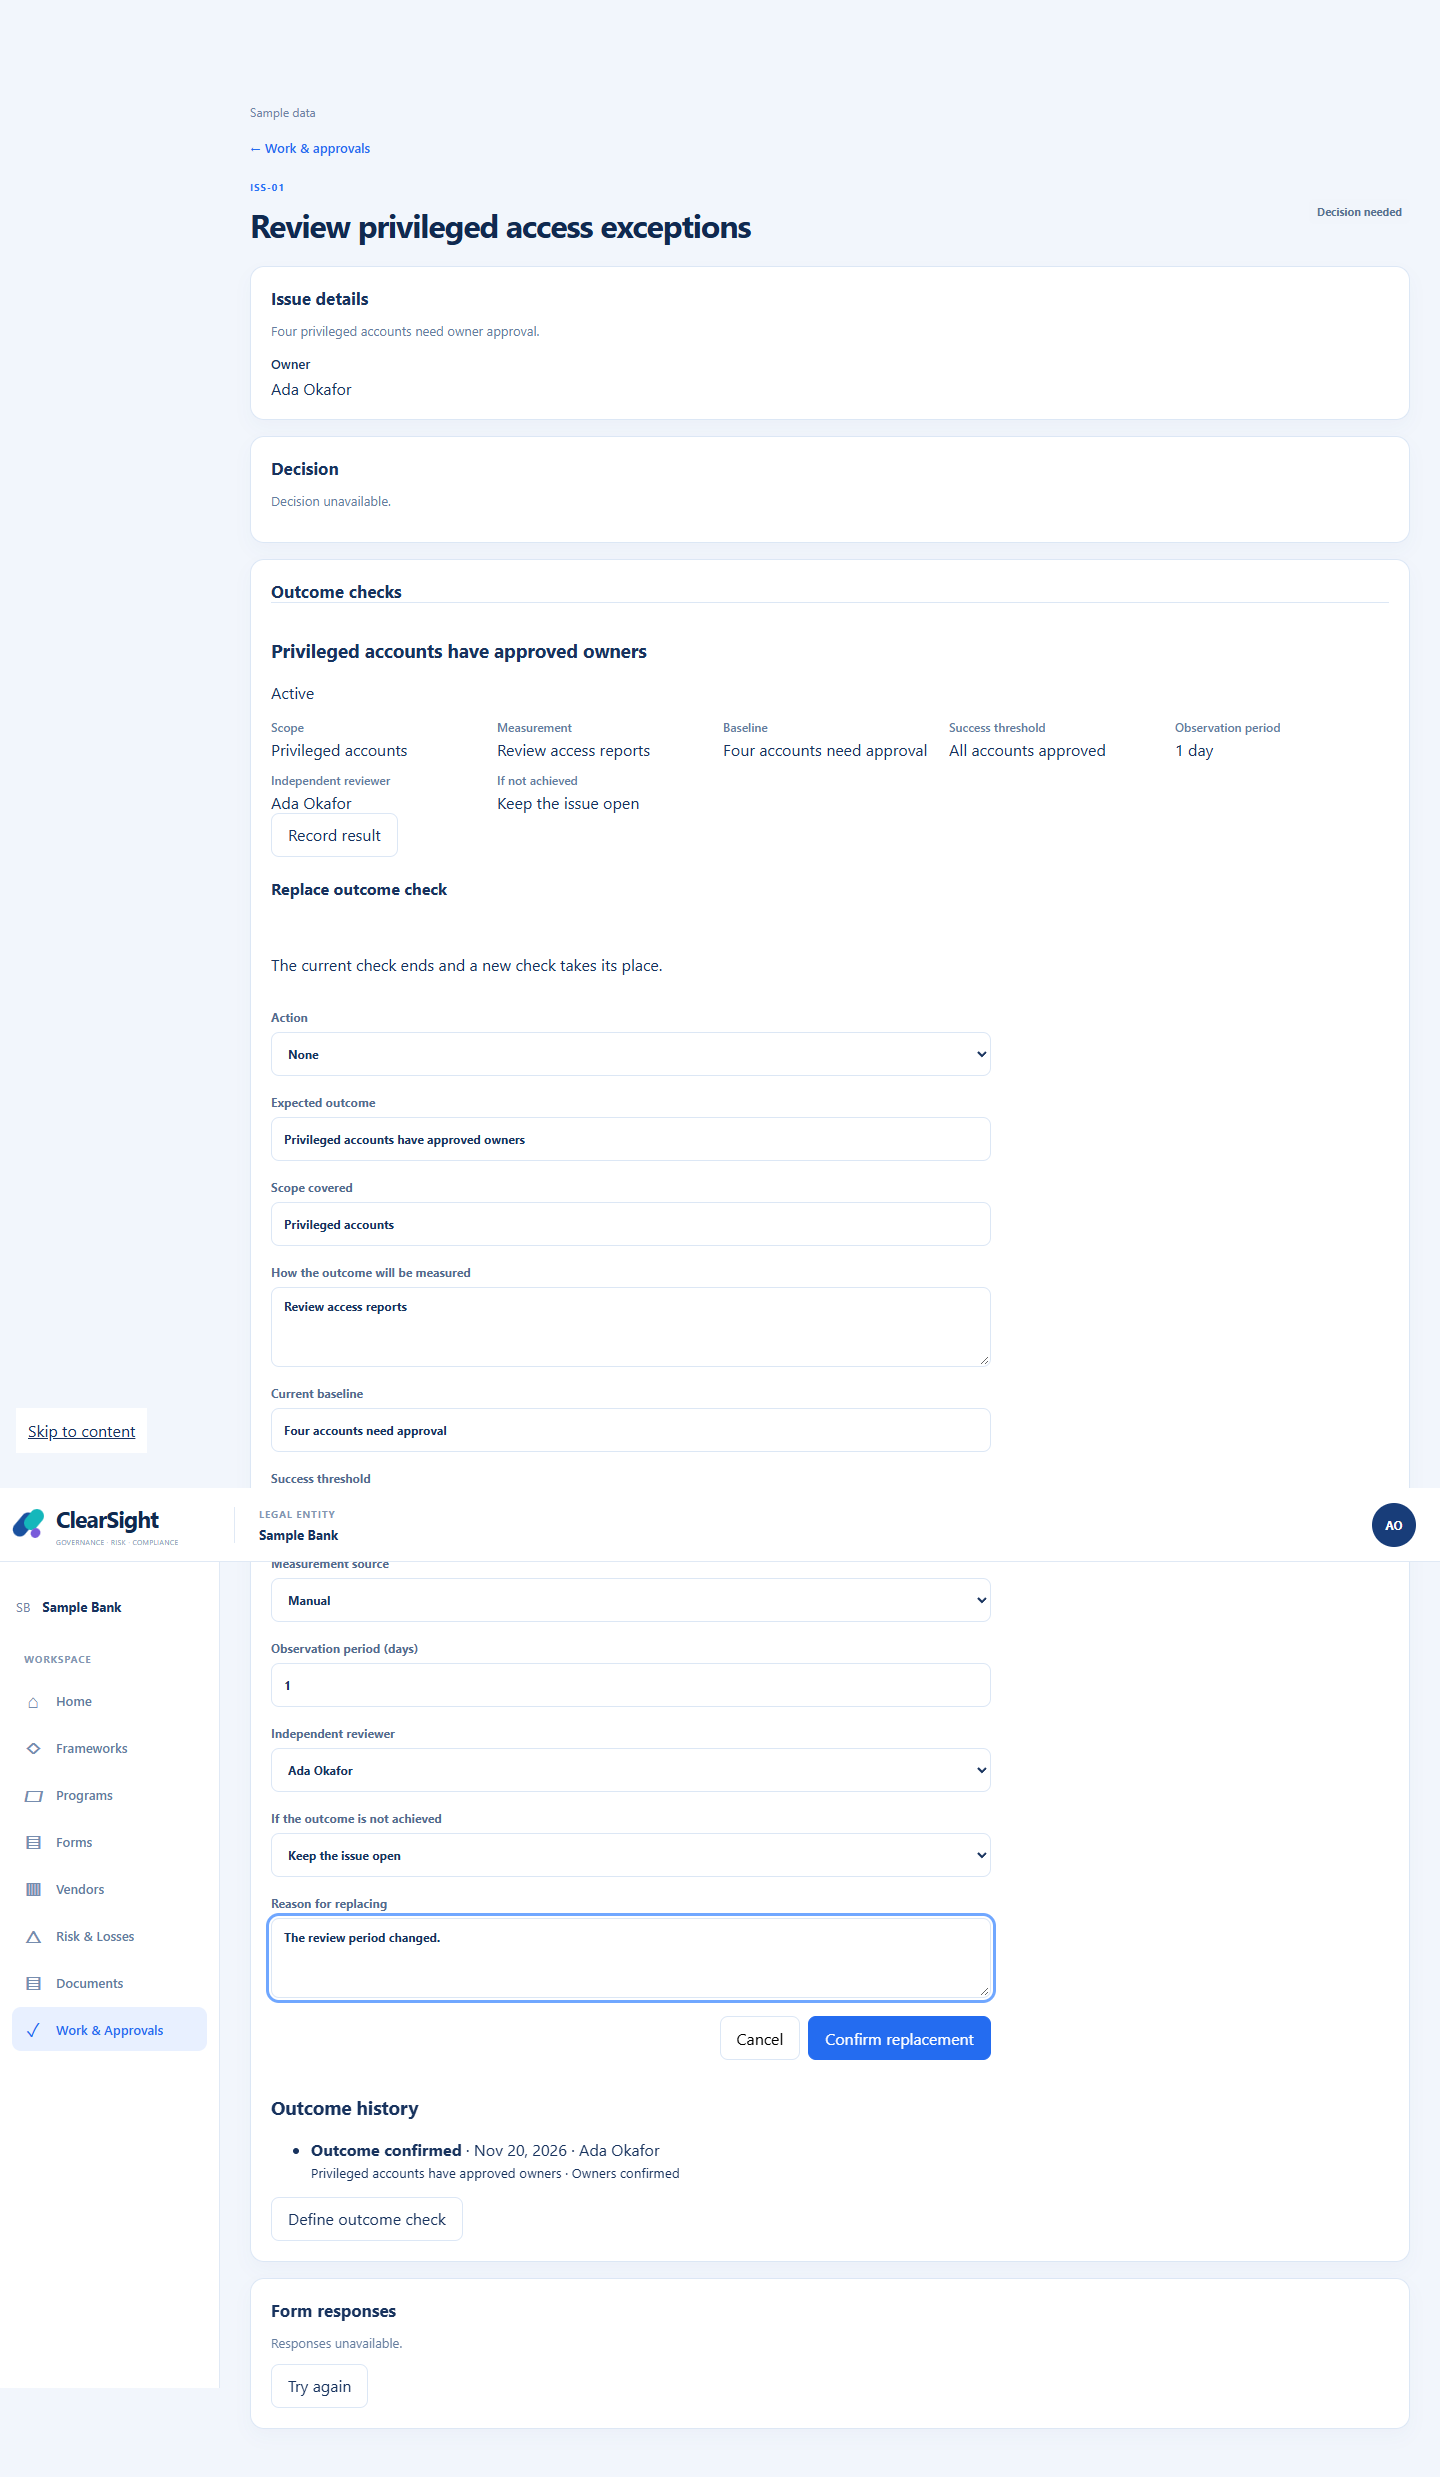 Sample data
← Work & approvals
ISS-01
Review privileged access exceptions
Decision needed
Issue details
Four privileged accounts need owner approval.
Owner
Ada Okafor
Decision
Decision unavailable.
Outcome checks
Privileged accounts have approved owners
Active
Scope
Privileged accounts
Measurement
Review access reports
Baseline
Four accounts need approval
Success threshold
All accounts approved
Observation period
1 day
Independent reviewer
Ada Okafor
If not achieved
Keep the issue open
Record result
Replace outcome check
The current check ends and a new check takes its place.
Action
None
Expected outcome
Privileged accounts have approved owners
Scope covered
Privileged accounts
How the outcome will be measured
Review access reports
Current baseline
Four accounts need approval
Skip to content
Success threshold
ClearSight
GOVERNANCE · RISK · COMPLIANCE
LEGAL ENTITY
Sample Bank
AO
SB Sample Bank
WORKSPACE
Home
Frameworks
Programs
Forms
Vendors
Risk & Losses
Documents
Work & Approvals
Measurement source
Manual
Observation period (days)
1
Independent reviewer
Ada Okafor
If the outcome is not achieved
Keep the issue open
Reason for replacing
The review period changed.
Cancel
Confirm replacement
Outcome history
Outcome confirmed · Nov 20, 2026 · Ada Okafor
Privileged accounts have approved owners · Owners confirmed
Define outcome check
Form responses
Responses unavailable.
Try again